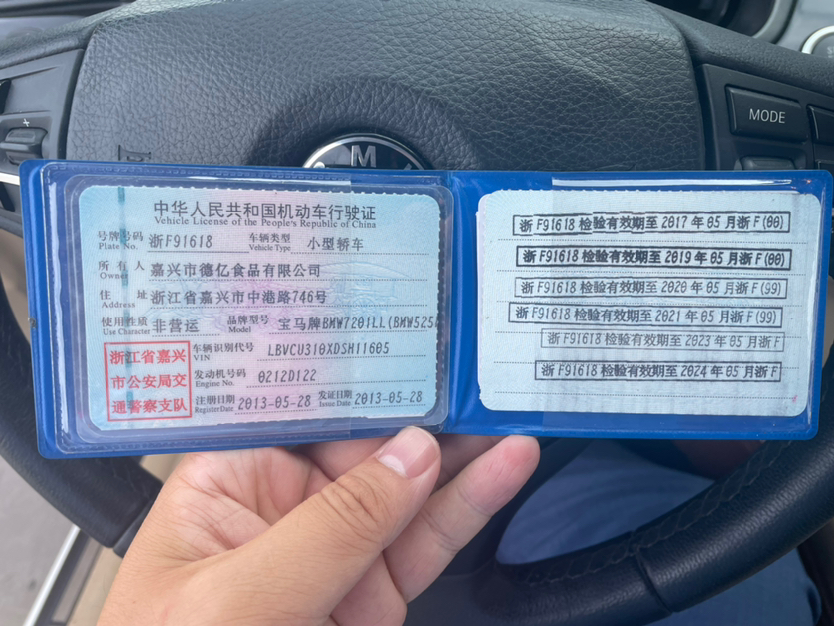 MODE
M
中华人民共和国机动车行驶证
Vehicle License of the People's Republic of China
号牌号码 浙F91618 车辆类型 小型轿车
Plate No. Vehicle Type
所有人 嘉兴市德亿食品有限公司
Owner
住址 浙江省嘉兴市中港路746号
Address
使用性质 非营运 品牌型号 宝马牌BMW7201LL(BMW525
Use Character Model
浙江省嘉兴
市公安局交
通警察支队
车辆识别代号 LBVCU310XDSH11605
VIN
发动机号码 0212D122
Engine No.
注册日期 2013-05-28 发证日期 2013-05-28
Register Date Issue Date
浙F91618 检验有效期至 2017 年 05 月浙 F(00)
浙F91618 检验有效期至 2019 年 05 月浙 F(00)
浙F91618 检验有效期至 2020 年 05 月浙 F(99)
浙F91618 检验有效期至 2021 年 05 月浙 F(99)
浙F91618 检验有效期至 2023 年 05 月浙F
浙F91618 检验有效期至 2024 年 05 月浙F